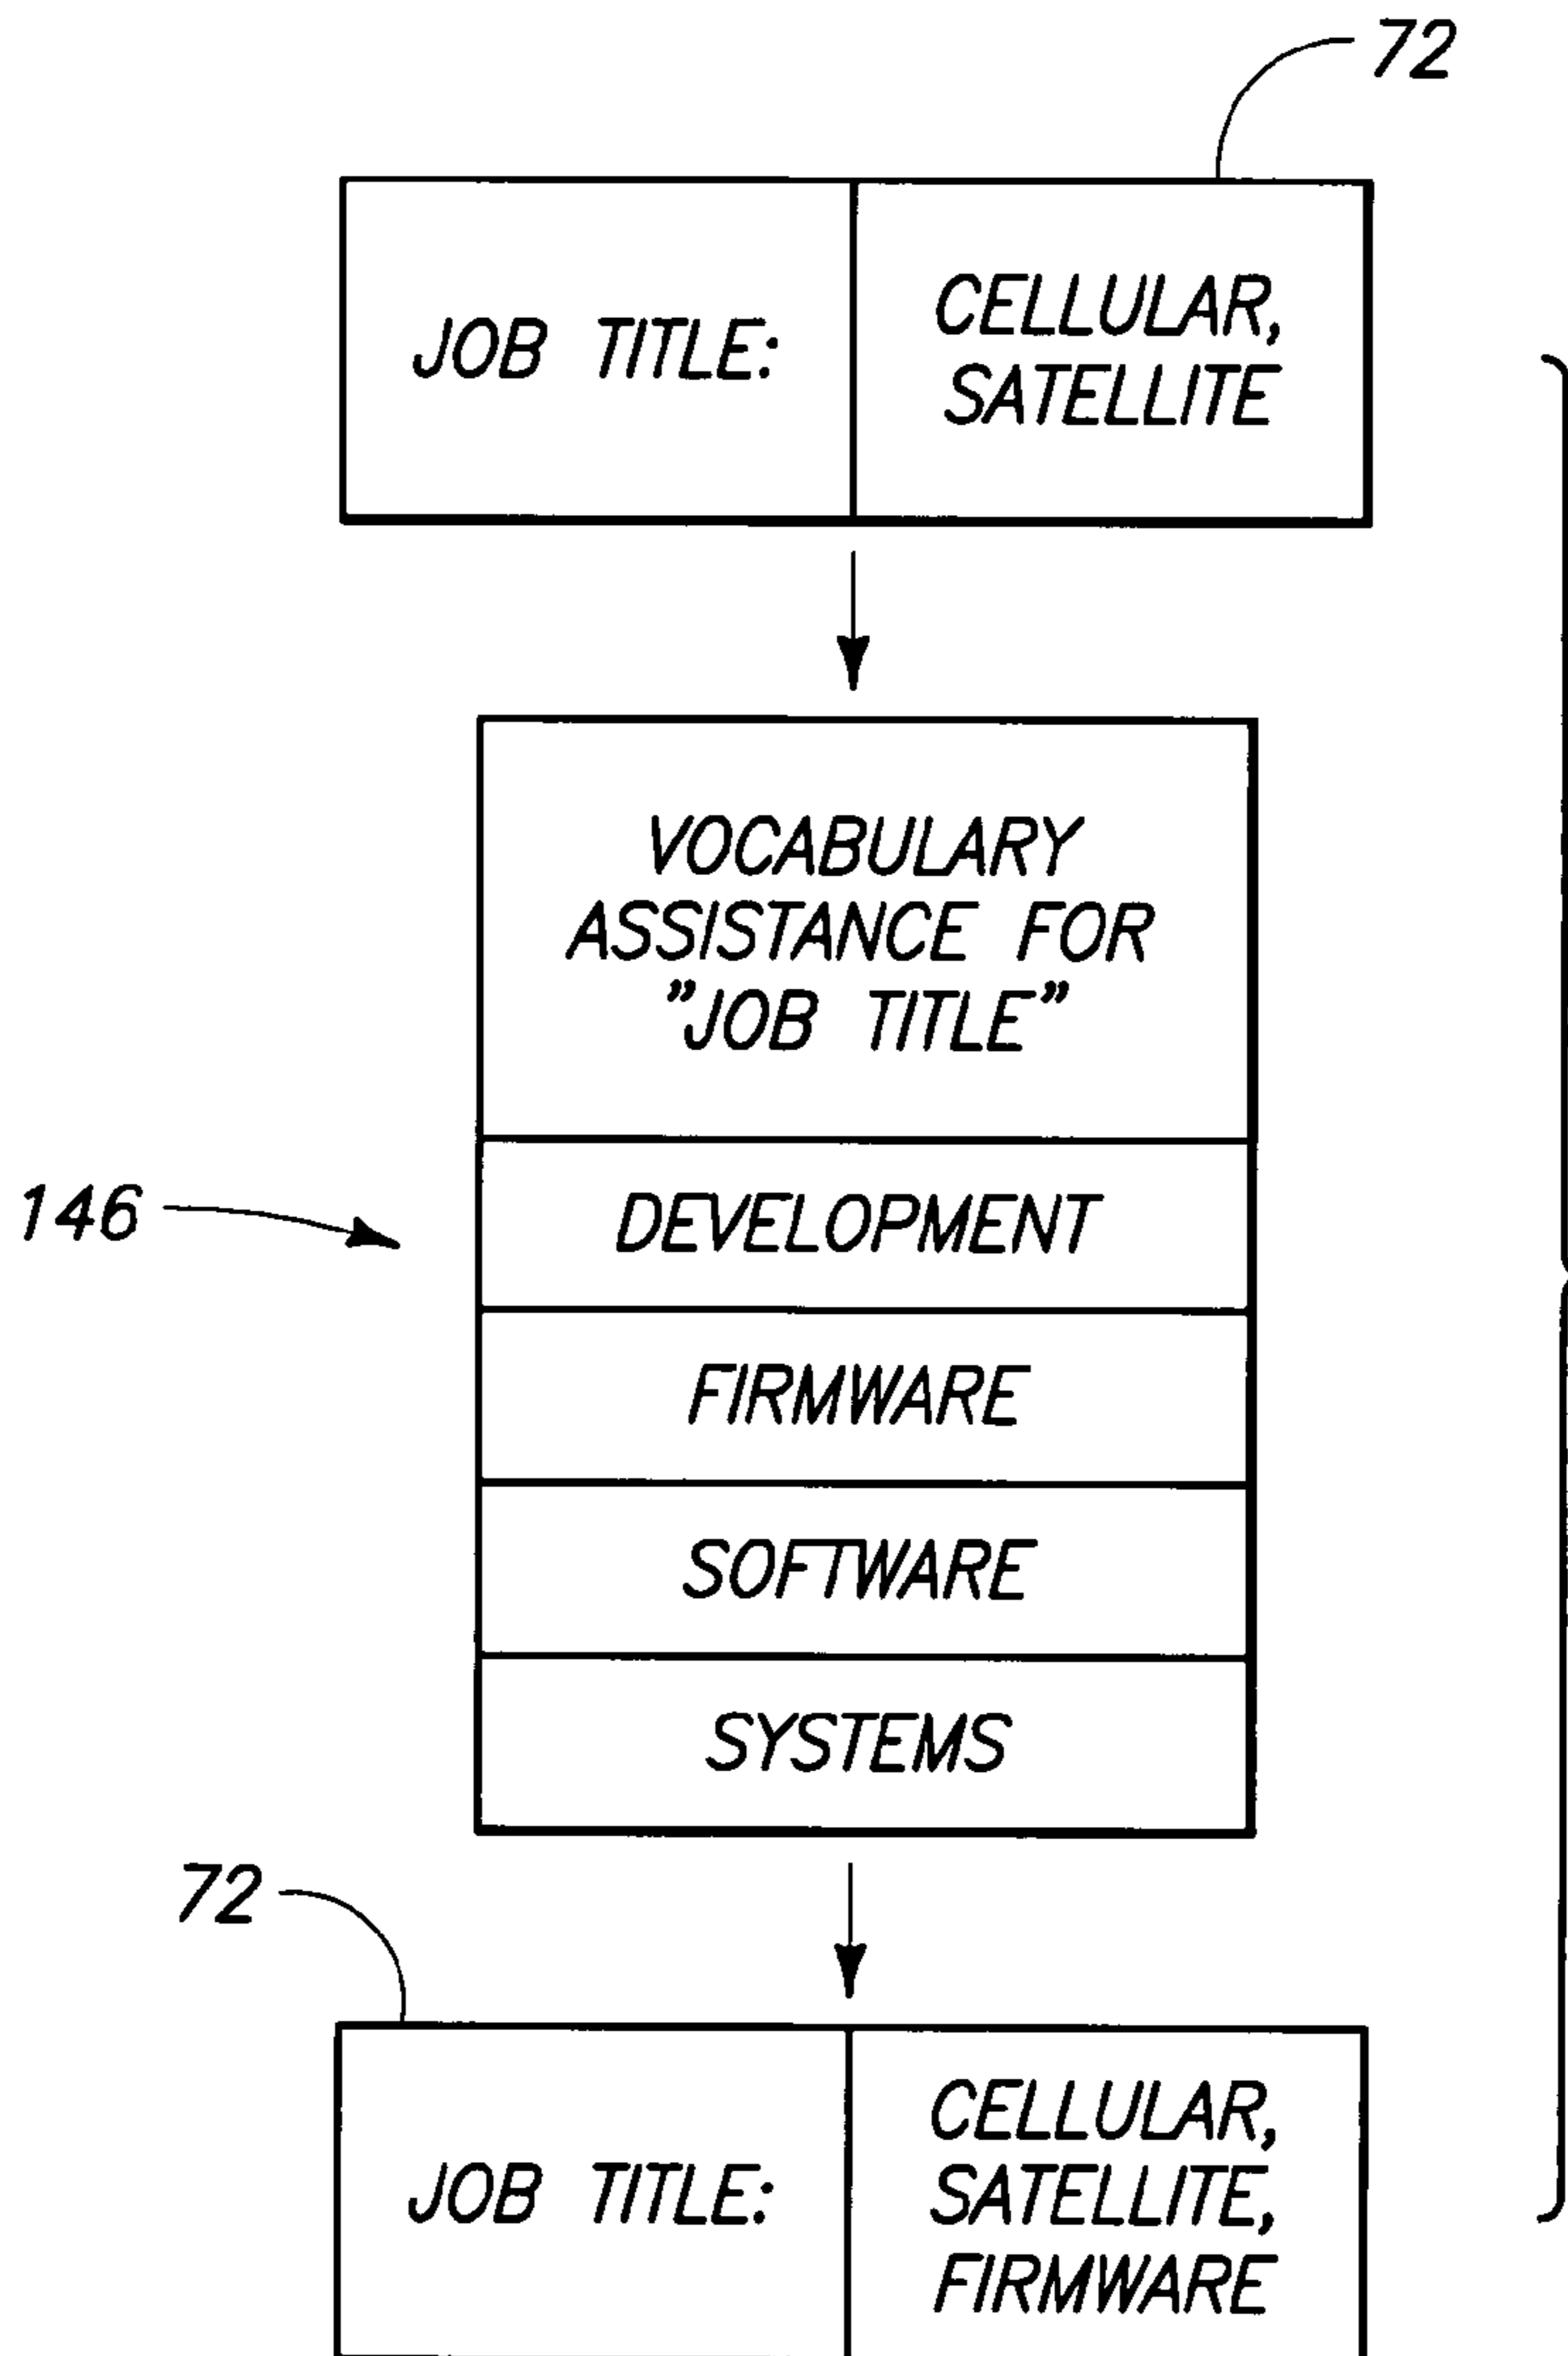 72
JOB TITLE:
CELLULAR,
SATELLITE
VOCABULARY
ASSISTANCE FOR
"JOB TITLE"
146
DEVELOPMENT
FIRMWARE
SOFTWARE
SYSTEMS
72
JOB TITLE:
CELLULAR,
SATELLITE,
FIRMWARE